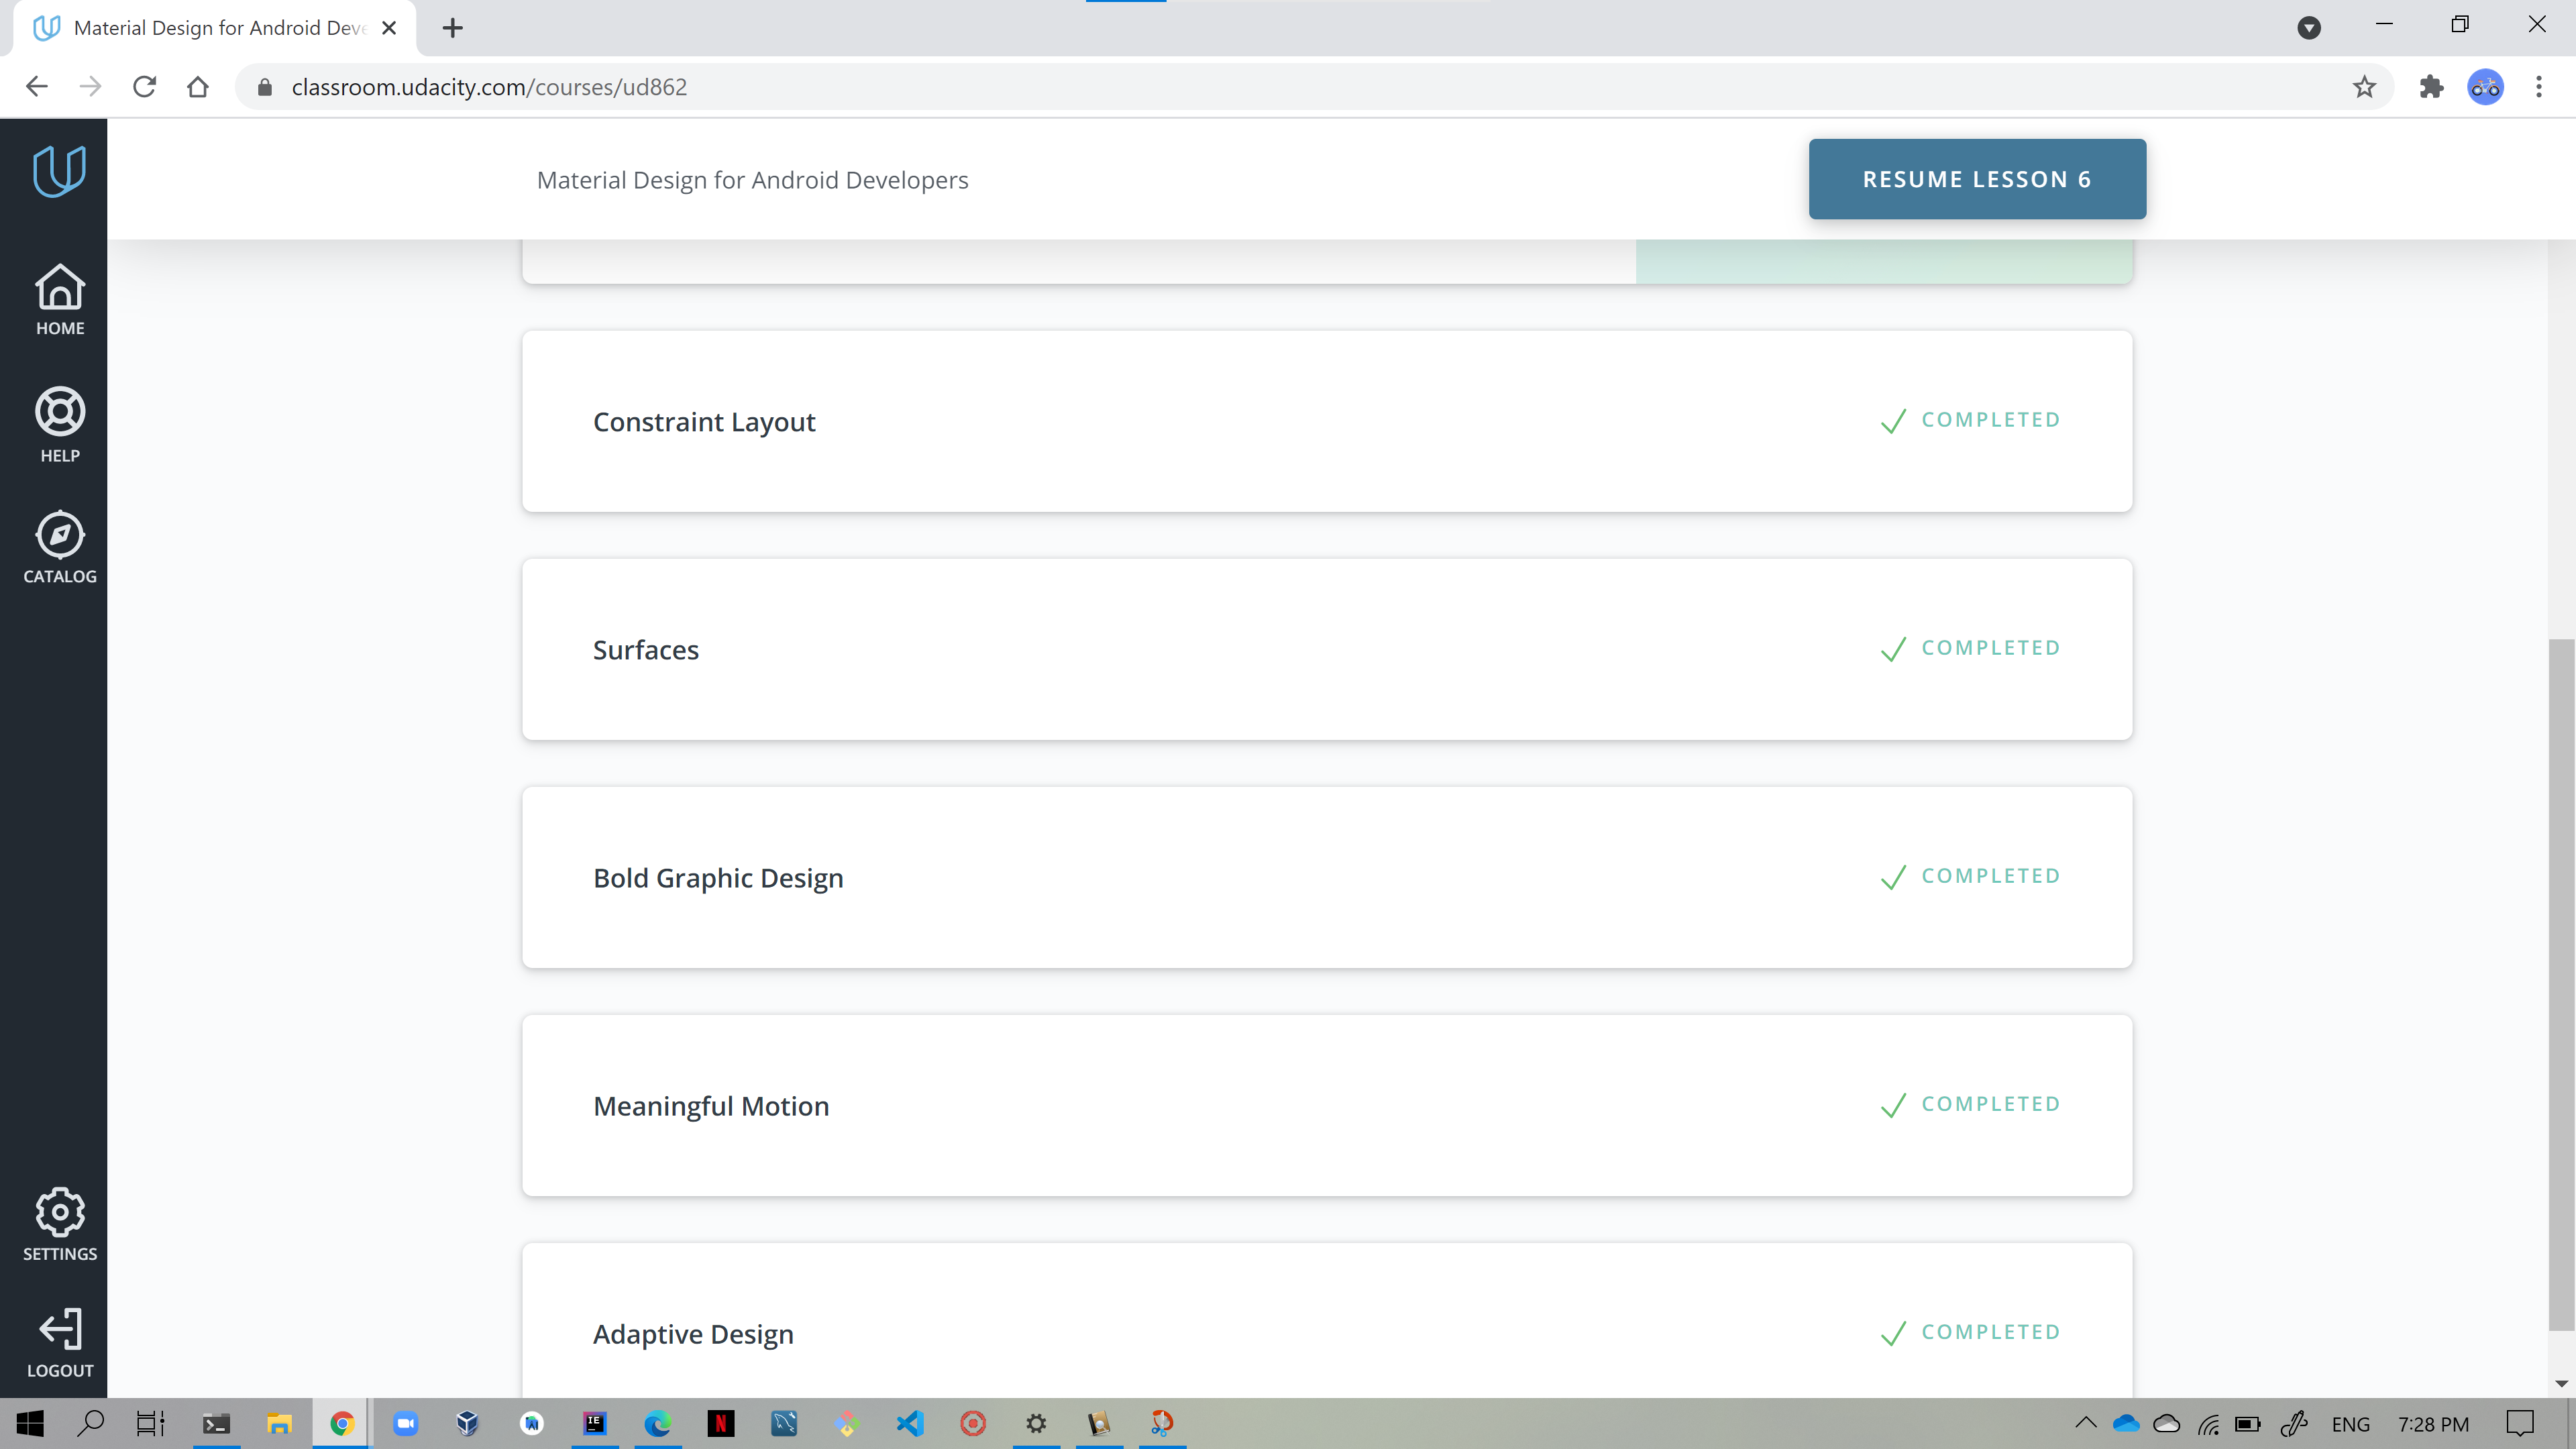 Material Design for Android Deve
classroom.udacity.com/courses/ud862
Material Design for Android Developers
RESUME LESSON 6
HOME
HELP
CATALOG
SETTINGS
LOGOUT
Constraint Layout
COMPLETED
Surfaces
COMPLETED
Bold Graphic Design
COMPLETED
Meaningful Motion
COMPLETED
Adaptive Design
COMPLETED
ENG
7:28 PM